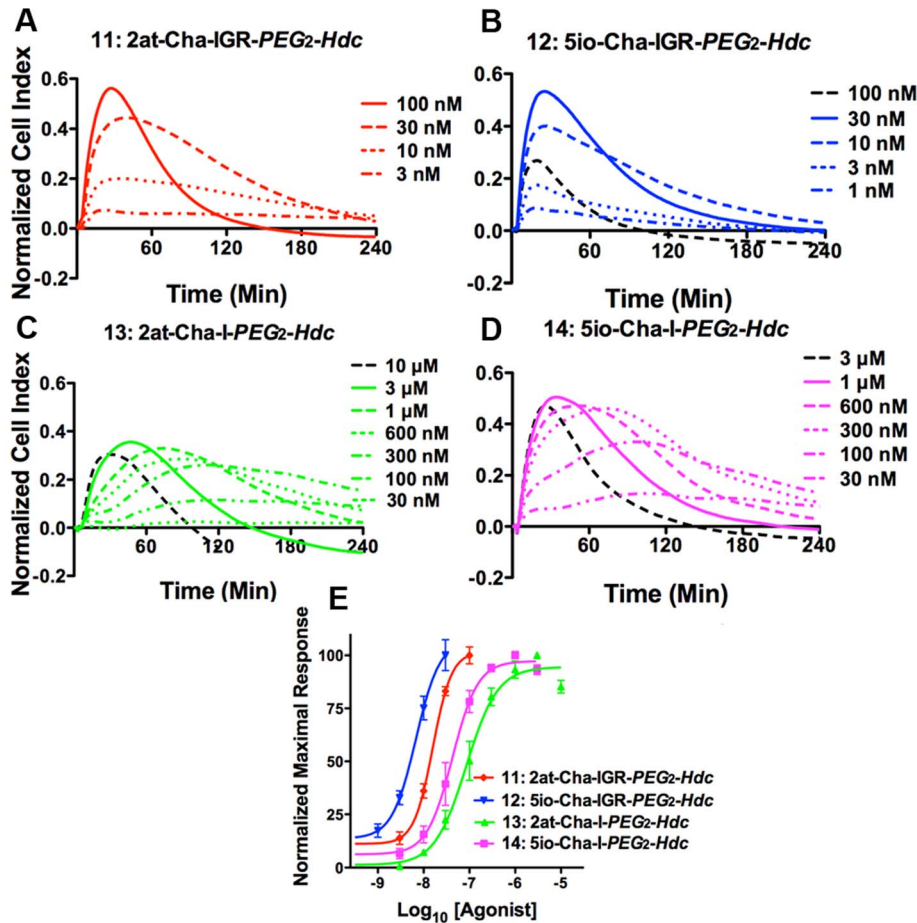 A
11: 2at-Cha-IGR-PEG2-Hdc
Normalized Cell Index
0.6
0.4
0.2
0.0
-0.2
60
120
180
240
Time (Min)
100 nM
30 nM
10 nM
3 nM
B
12: 5io-Cha-IGR-PEG2-Hdc
0.6
0.4
0.2
0.0
-0.2
60
120
180
240
Time (Min)
100 nM
30 nM
10 nM
3 nM
1 nM
C
13: 2at-Cha-I-PEG2-Hdc
Normalized Cell Index
0.6
0.4
0.2
0.0
-0.2
60
120
180
240
Time (Min)
10 µM
3 µM
1 µM
600 nM
300 nM
100 nM
30 nM
D
14: 5io-Cha-I-PEG2-Hdc
0.6
0.4
0.2
0.0
-0.2
60
120
180
240
Time (Min)
3 µM
1 µM
600 nM
300 nM
100 nM
30 nM
E
Normalized Maximal Response
100
75
50
25
0
-9
-8
-7
-6
-5
Log10 [Agonist]
11: 2at-Cha-IGR-PEG2-Hdc
12: 5io-Cha-IGR-PEG2-Hdc
13: 2at-Cha-I-PEG2-Hdc
14: 5io-Cha-I-PEG2-Hdc